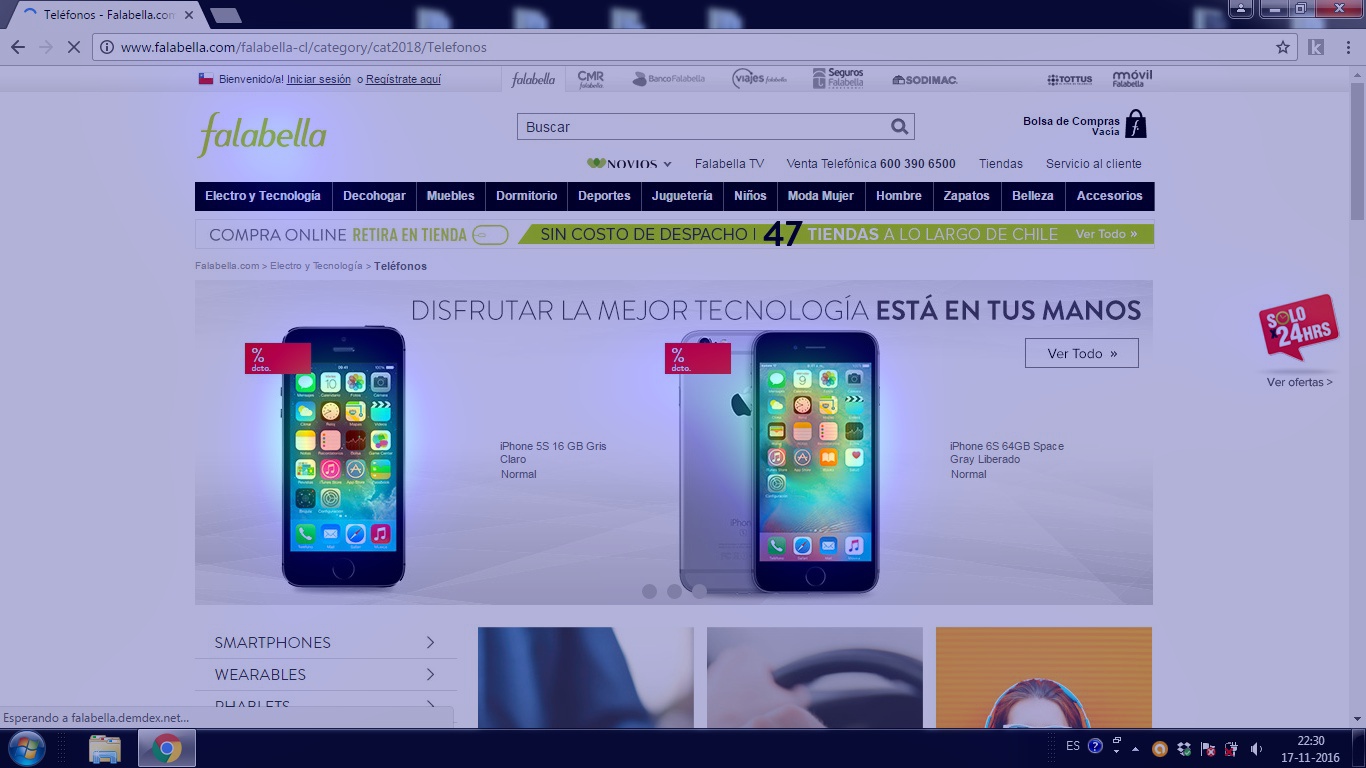 Teléfonos - Falabella.com
www.falabella.com/falabella-cl/category/cat2018/Telefonos
Bienvenido/a! Iniciar sesión o Regístrate aquí
falabella
CMR falabella
Banco Falabella
viajes falabella
Seguros Falabella
SODIMAC
TOTTUS
móvil Falabella
falabella
Buscar
Bolsa de Compras
Vacía
NOVIOS
Falabella TV
Venta Telefónica 600 390 6500
Tiendas
Servicio al cliente
Electro y Tecnología
Decohogar
Muebles
Dormitorio
Deportes
Juguetería
Niños
Moda Mujer
Hombre
Zapatos
Belleza
Accesorios
COMPRA ONLINE RETIRA EN TIENDA
SIN COSTO DE DESPACHO | 47 TIENDAS A LO LARGO DE CHILE
Ver Todo »
Falabella.com > Electro y Tecnología > Teléfonos
DISFRUTAR LA MEJOR TECNOLOGÍA ESTÁ EN TUS MANOS
Ver Todo »
%
dcto.
%
dcto.
iPhone 5S 16 GB Gris
Claro
Normal
iPhone 6S 64GB Space
Gray Liberado
Normal
SOLO
24HRS
Ver ofertas >
SMARTPHONES
WEARABLES
PHABLETS
Esperando a falabella.demdex.net...
ES
22:30
17-11-2016